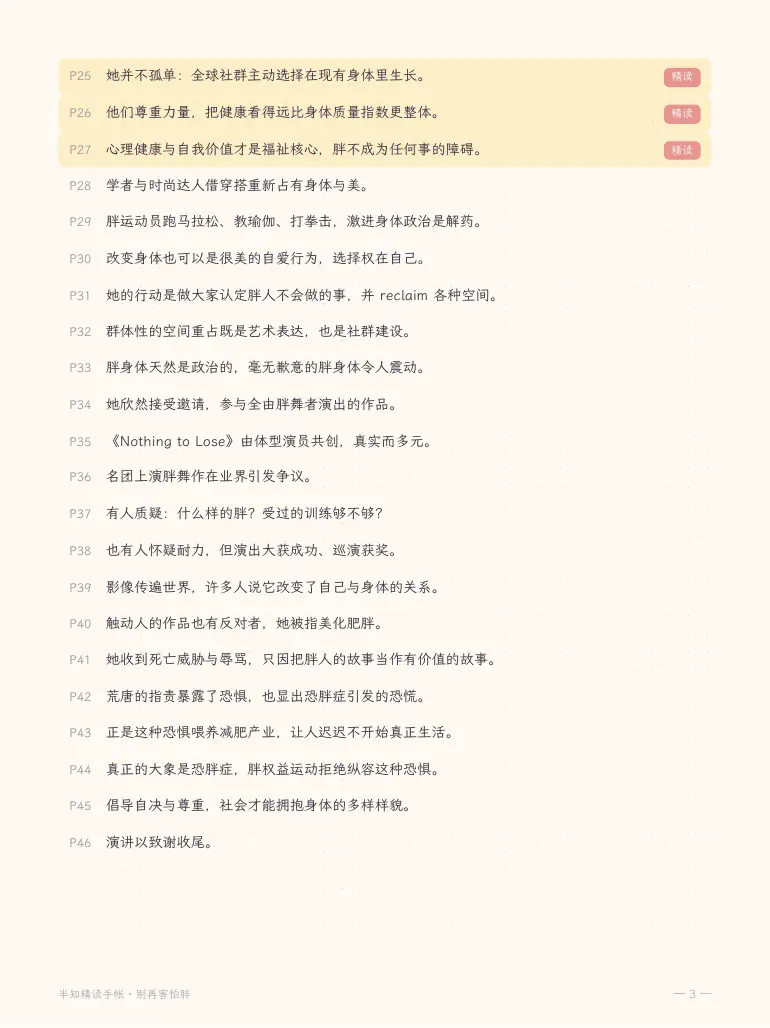 P25 她并不孤单：全球社群主动选择在现有身体里生长。 精读
P26 他们尊重力量，把健康看得远比身体质量指数更整体。 精读
P27 心理健康与自我价值才是福祉核心，胖不成为任何事的障碍。 精读
P28 学者与时尚达人借穿搭重新占有身体与美。
P29 胖运动员跑马拉松、教瑜伽、打拳击，激进身体政治是解药。
P30 改变身体也可以是很美的自爱行为，选择权在自己。
P31 她的行动是做大家认定胖人不会做的事，并 reclaim 各种空间。
P32 群体性的空间重占既是艺术表达，也是社群建设。
P33 胖身体天然是政治的，毫无歉意的胖身体令人震动。
P34 她欣然接受邀请，参与全由胖舞者演出的作品。
P35 《Nothing to Lose》由体型演员共创，真实而多元。
P36 名团上演胖舞作在业界引发争议。
P37 有人质疑：什么样的胖？受过的训练够不够？
P38 也有人怀疑耐力，但演出大获成功、巡演获奖。
P39 影像传遍世界，许多人说它改变了自己与身体的关系。
P40 触动人的作品也有反对者，她被指美化肥胖。
P41 她收到死亡威胁与辱骂，只因把胖人的故事当作有价值的故事。
P42 荒唐的指责暴露了恐惧，也显出恐胖症引发的恐慌。
P43 正是这种恐惧喂养减肥产业，让人迟迟不开始真正生活。
P44 真正的大象是恐胖症，胖权益运动拒绝纵容这种恐惧。
P45 倡导自决与尊重，社会才能拥抱身体的多样样貌。
P46 演讲以致谢收尾。
半知精读手帐·别再害怕胖 — 3 —